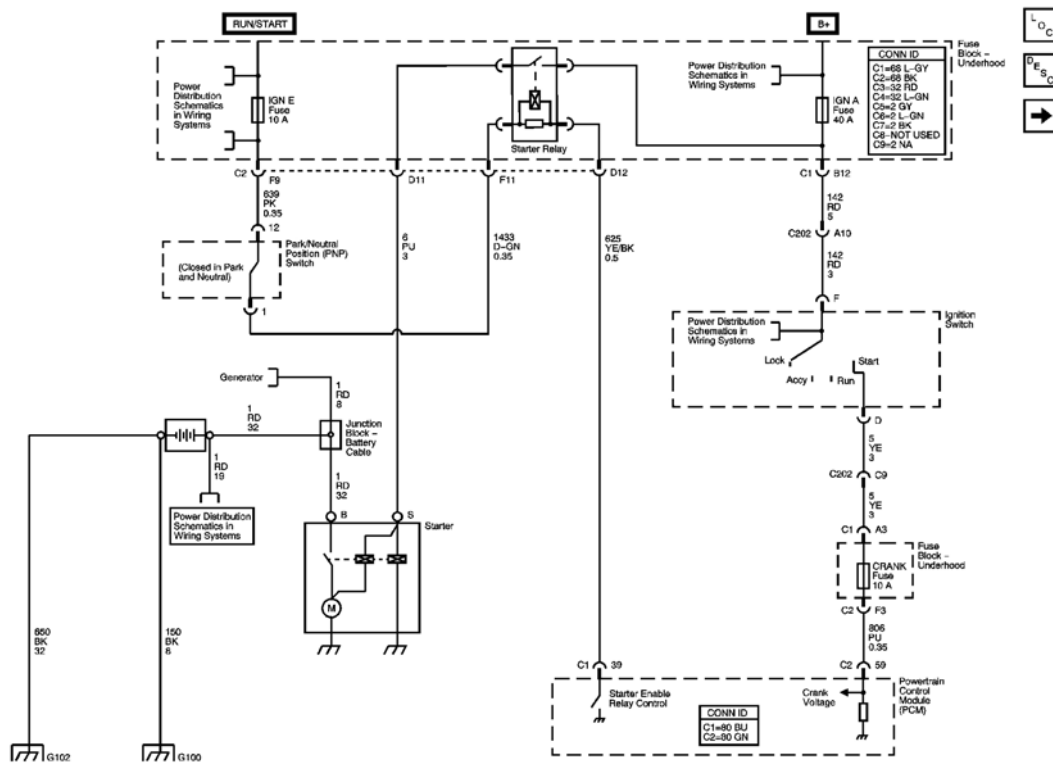 RUN/START
B+
L
O
C
D
E
S
C
Power
Distribution
Schematics
in Wiring
Systems
IGN E
Fuse
10 A
Starter Relay
Power Distribution
Schematics in
Wiring Systems
IGN A
Fuse
40 A
CONN ID
C1=68 L-GY
C2=68 BK
C3=32 RD
C4=32 L-GN
C5=2 GY
C6=2 L-GN
C7=2 BK
C8-NOT USED
C9=2 NA
Fuse
Block -
Underhood
C2 F9
D11
F11
D12
C1 B12
639
PK
0.35
12
Park/Neutral
Position (PNP)
Switch
(Closed in Park
and Neutral)
1
6
PU
3
1433
D-GN
0.35
625
YE/BK
0.5
142
RD
5
C202 A10
142
RD
3
F
Ignition
Switch
Power Distribution
Schematics in
Wiring Systems
Lock
Accy
Run
Start
D
5
YE
3
C202 C9
5
YE
3
C1 A3
Fuse
Block -
Underhood
CRANK
Fuse
10 A
C2 F3
806
PU
0.35
C2 59
Generator
1
RD
8
1
RD
32
Junction
Block -
Battery
Cable
1
RD
19
1
RD
32
Power Distribution
Schematics in
Wiring Systems
B
S
Starter
M
650
BK
32
150
BK
8
G102
G100
C1 39
Starter Enable
Relay Control
CONN ID
C1=80 BU
C2=80 GN
Crank
Voltage
Powertrain
Control
Module
(PCM)